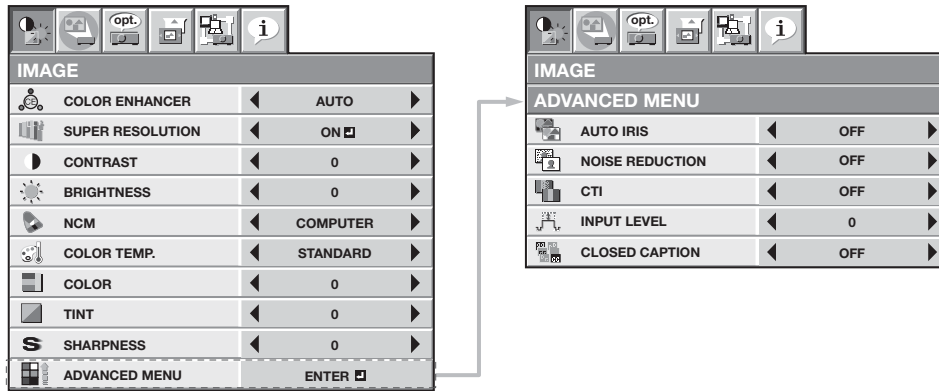 opt.
i
IMAGE
COLOR ENHANCER AUTO
SUPER RESOLUTION ON
CONTRAST 0
BRIGHTNESS 0
NCM COMPUTER
COLOR TEMP. STANDARD
COLOR 0
TINT 0
S SHARPNESS 0
ADVANCED MENU ENTER
opt.
i
IMAGE
ADVANCED MENU
AUTO IRIS OFF
NOISE REDUCTION OFF
CTI OFF
INPUT LEVEL 0
CLOSED CAPTION OFF